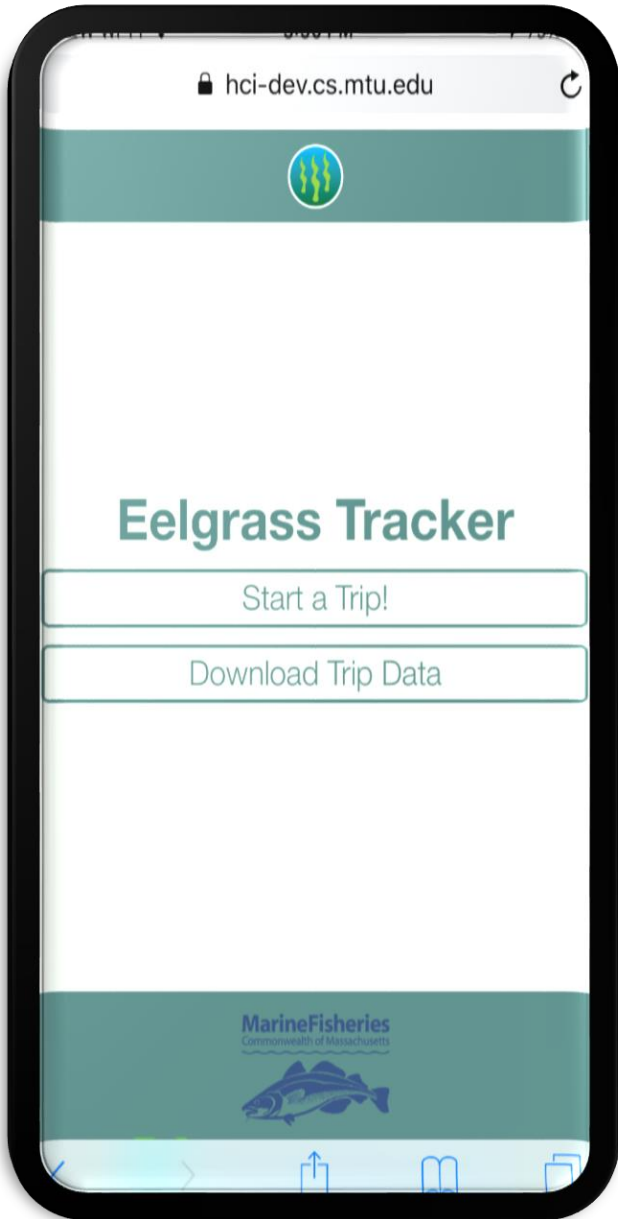 hci-dev.cs.mtu.edu
Eelgrass Tracker
Start a Trip!
Download Trip Data
MarineFisheries
Commonwealth of Massachusetts